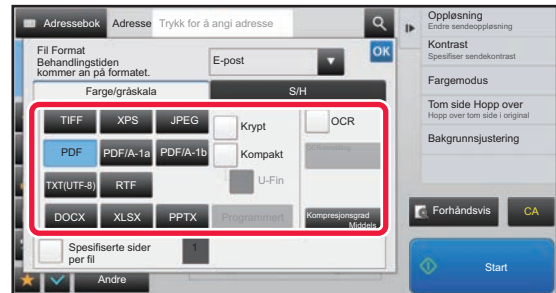 Adressebok
Adresse
Trykk for å angi adresse
Fil Format
Behandlingstiden
kommer an på formatet.
E-post
OK
Farge/gråskala
S/H
TIFF
XPS
JPEG
Krypt
OCR
PDF
PDF/A-1a
PDF/A-1b
Kompakt
TXT(UTF-8)
RTF
U-Fin
DOCX
XLSX
PPTX
Programmert
Kompresjonsgrad
Middels
Spesifiserte sider
per fil
1
Andre
Oppløsning
Endre sendeoppløsning
Kontrast
Spesifiser sendekontrast
Fargemodus
Tom side Hopp over
Hopp over tom side i original
Bakgrunnsjustering
Forhåndsvis
CA
Start